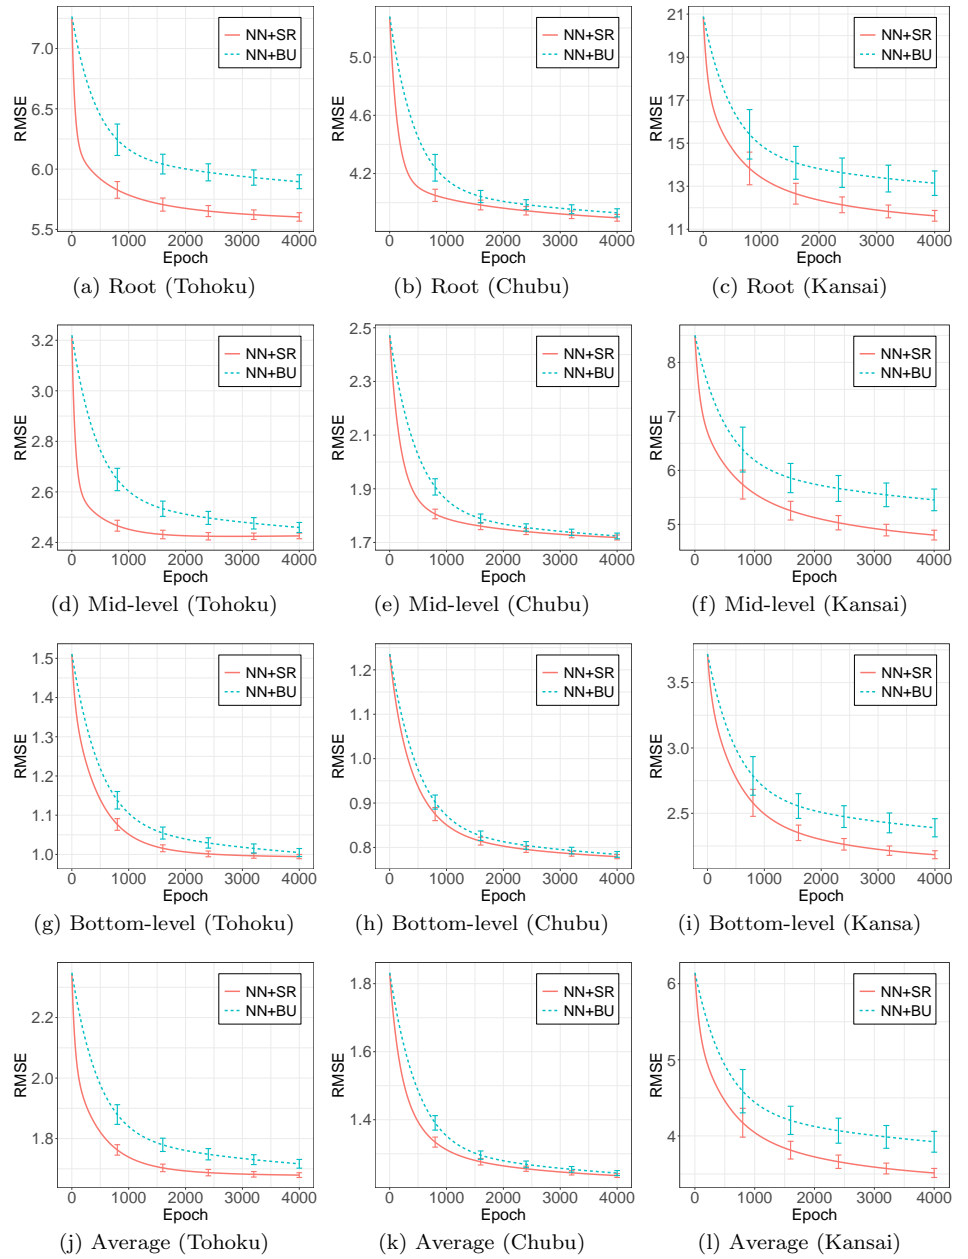 7.0
6.5
6.0
5.5
RMSE
NN+SR
NN+BU
0 1000 2000 3000 4000
Epoch
(a) Root (Tohoku)
5.0
4.6
4.2
RMSE
NN+SR
NN+BU
0 1000 2000 3000 4000
Epoch
(b) Root (Chubu)
21
19
17
15
13
11
RMSE
NN+SR
NN+BU
0 1000 2000 3000 4000
Epoch
(c) Root (Kansai)
3.2
3.0
2.8
2.6
2.4
RMSE
NN+SR
NN+BU
0 1000 2000 3000 4000
Epoch
(d) Mid-level (Tohoku)
2.5
2.3
2.1
1.9
1.7
RMSE
NN+SR
NN+BU
0 1000 2000 3000 4000
Epoch
(e) Mid-level (Chubu)
8
7
6
5
RMSE
NN+SR
NN+BU
0 1000 2000 3000 4000
Epoch
(f) Mid-level (Kansai)
1.5
1.4
1.3
1.2
1.1
1.0
RMSE
NN+SR
NN+BU
0 1000 2000 3000 4000
Epoch
(g) Bottom-level (Tohoku)
1.2
1.1
1.0
0.9
0.8
RMSE
NN+SR
NN+BU
0 1000 2000 3000 4000
Epoch
(h) Bottom-level (Chubu)
3.5
3.0
2.5
RMSE
NN+SR
NN+BU
0 1000 2000 3000 4000
Epoch
(i) Bottom-level (Kansa)
2.2
2.0
1.8
RMSE
NN+SR
NN+BU
0 1000 2000 3000 4000
Epoch
(j) Average (Tohoku)
1.8
1.6
1.4
RMSE
NN+SR
NN+BU
0 1000 2000 3000 4000
Epoch
(k) Average (Chubu)
6
5
4
RMSE
NN+SR
NN+BU
0 1000 2000 3000 4000
Epoch
(l) Average (Kansai)